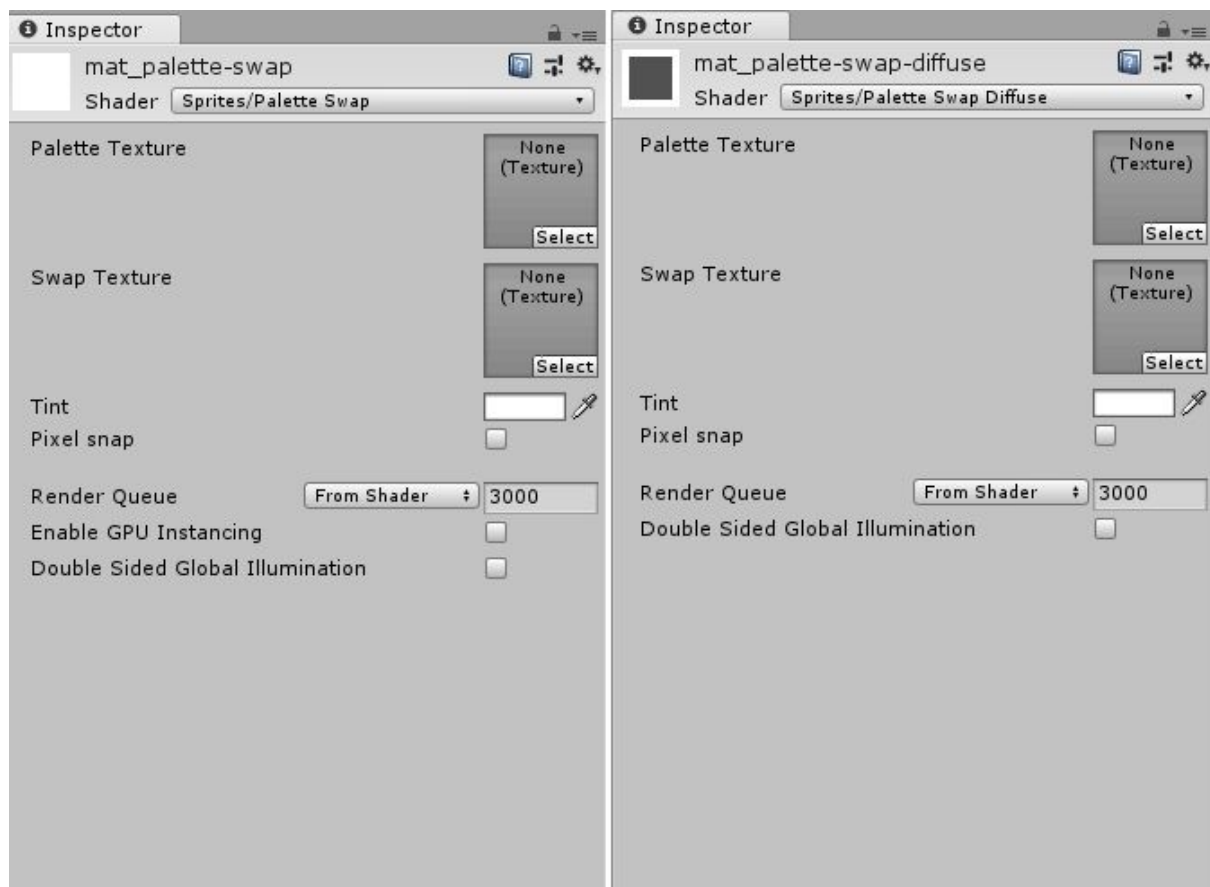 Inspector
mat_palette-swap
Shader Sprites/Palette Swap
Palette Texture
None
(Texture)
Select
Swap Texture
None
(Texture)
Select
Tint
Pixel snap
Render Queue From Shader 3000
Enable GPU Instancing
Double Sided Global Illumination
Inspector
mat_palette-swap-diffuse
Shader Sprites/Palette Swap Diffuse
Palette Texture
None
(Texture)
Select
Swap Texture
None
(Texture)
Select
Tint
Pixel snap
Render Queue From Shader 3000
Double Sided Global Illumination